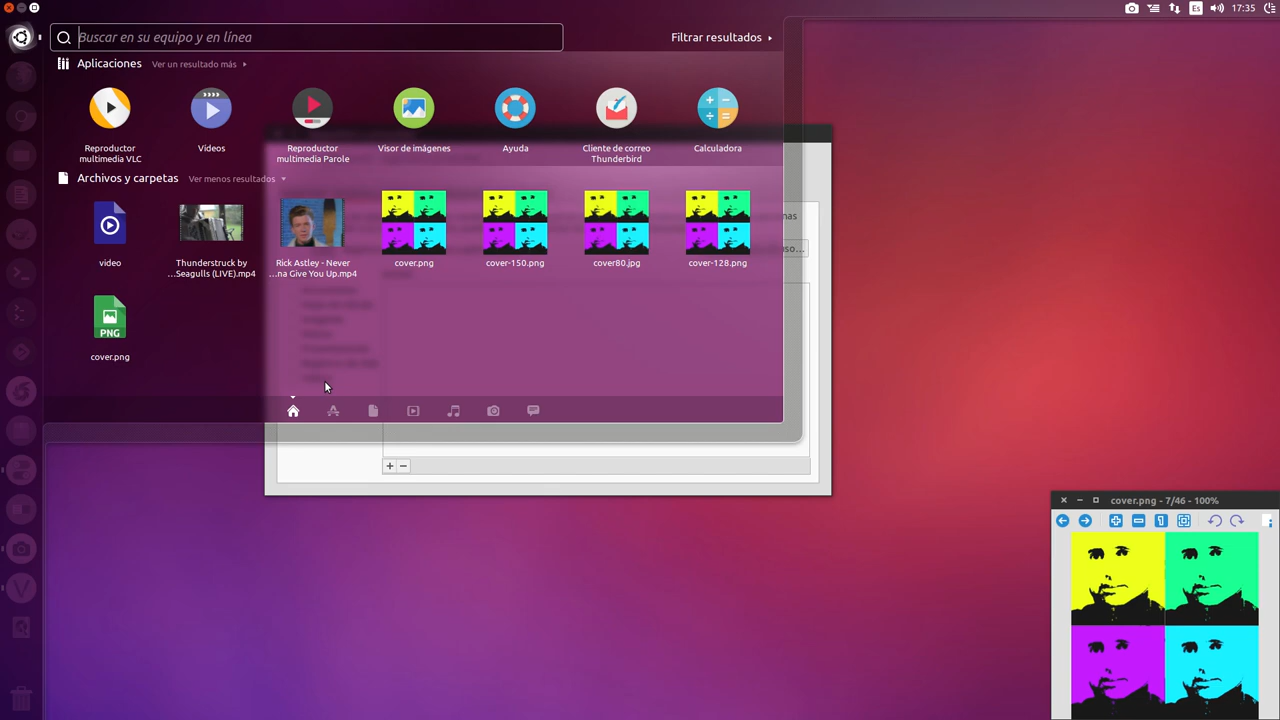 Es
17:35
Buscar en su equipo y en línea
Filtrar resultados
Aplicaciones
Ver un resultado más
Reproductor
multimedia VLC
Vídeos
Reproductor
multimedia Parole
Visor de imágenes
Ayuda
Cliente de correo
Thunderbird
Calculadora
Archivos y carpetas
Ver menos resultados
video
Thunderstruck by
...Seagulls (LIVE).mp4
Rick Astley - Never
...na Give You Up.mp4
cover.png
cover-150.png
cover80.jpg
cover-128.png
mas
so...
PNG
cover.png
cover.png - 7/46 - 100%